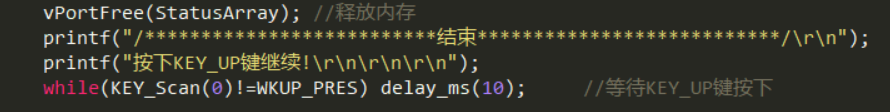 vPortFree(StatusArray); //释放内存
printf("/**************************结束***************************/\r\n");
printf("按下KEY_UP键继续!\r\n\r\n\r\n");
while(KEY_Scan(0)!=WKUP_PRES) delay_ms(10); //等待KEY_UP键按下